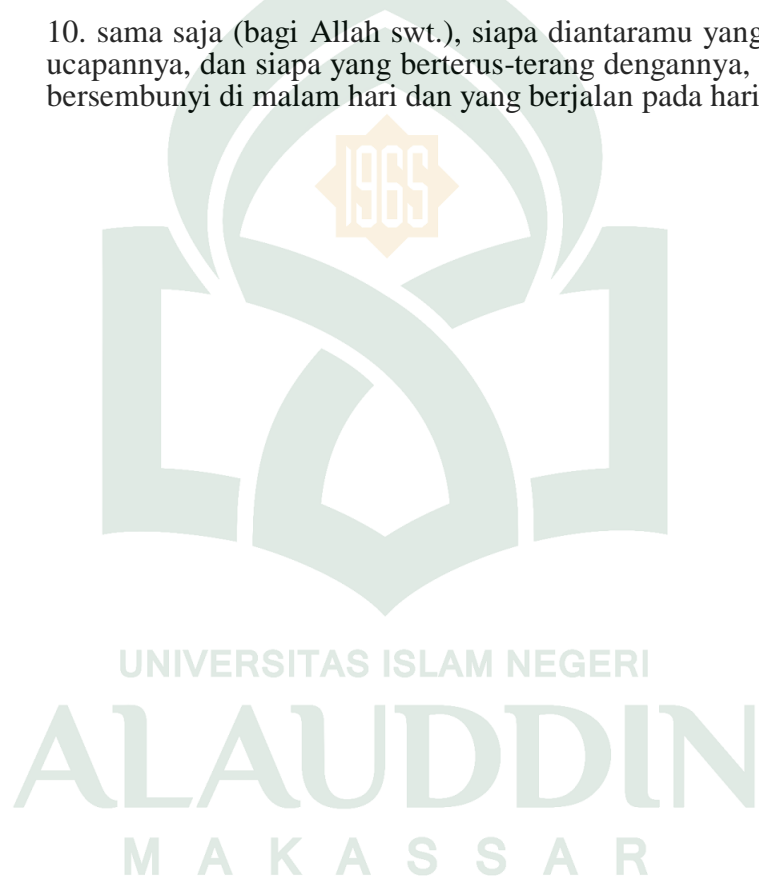 10. sama saja (bagi Allah swt.), siapa diantaramu yang
ucapannya, dan siapa yang berterus-terang dengannya,
bersembunyi di malam hari dan yang berjalan pada hari
1965
UNIVERSITAS ISLAM NEGERI
ALAUDDIN
MAKASSAR